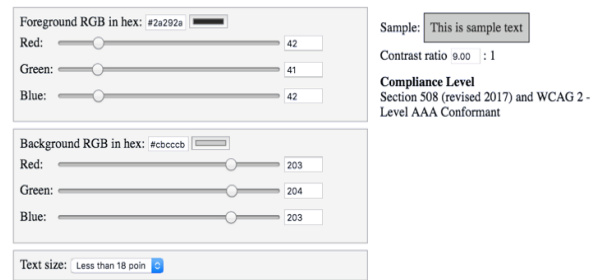 Foreground RGB in hex: #2a292a
Red: 42
Green: 41
Blue: 42
Background RGB in hex: #cbcccb
Red: 203
Green: 204
Blue: 203
Text size: Less than 18 poin
Sample: This is sample text
Contrast ratio 9.00 : 1
Compliance Level
Section 508 (revised 2017) and WCAG 2 -
Level AAA Conformant